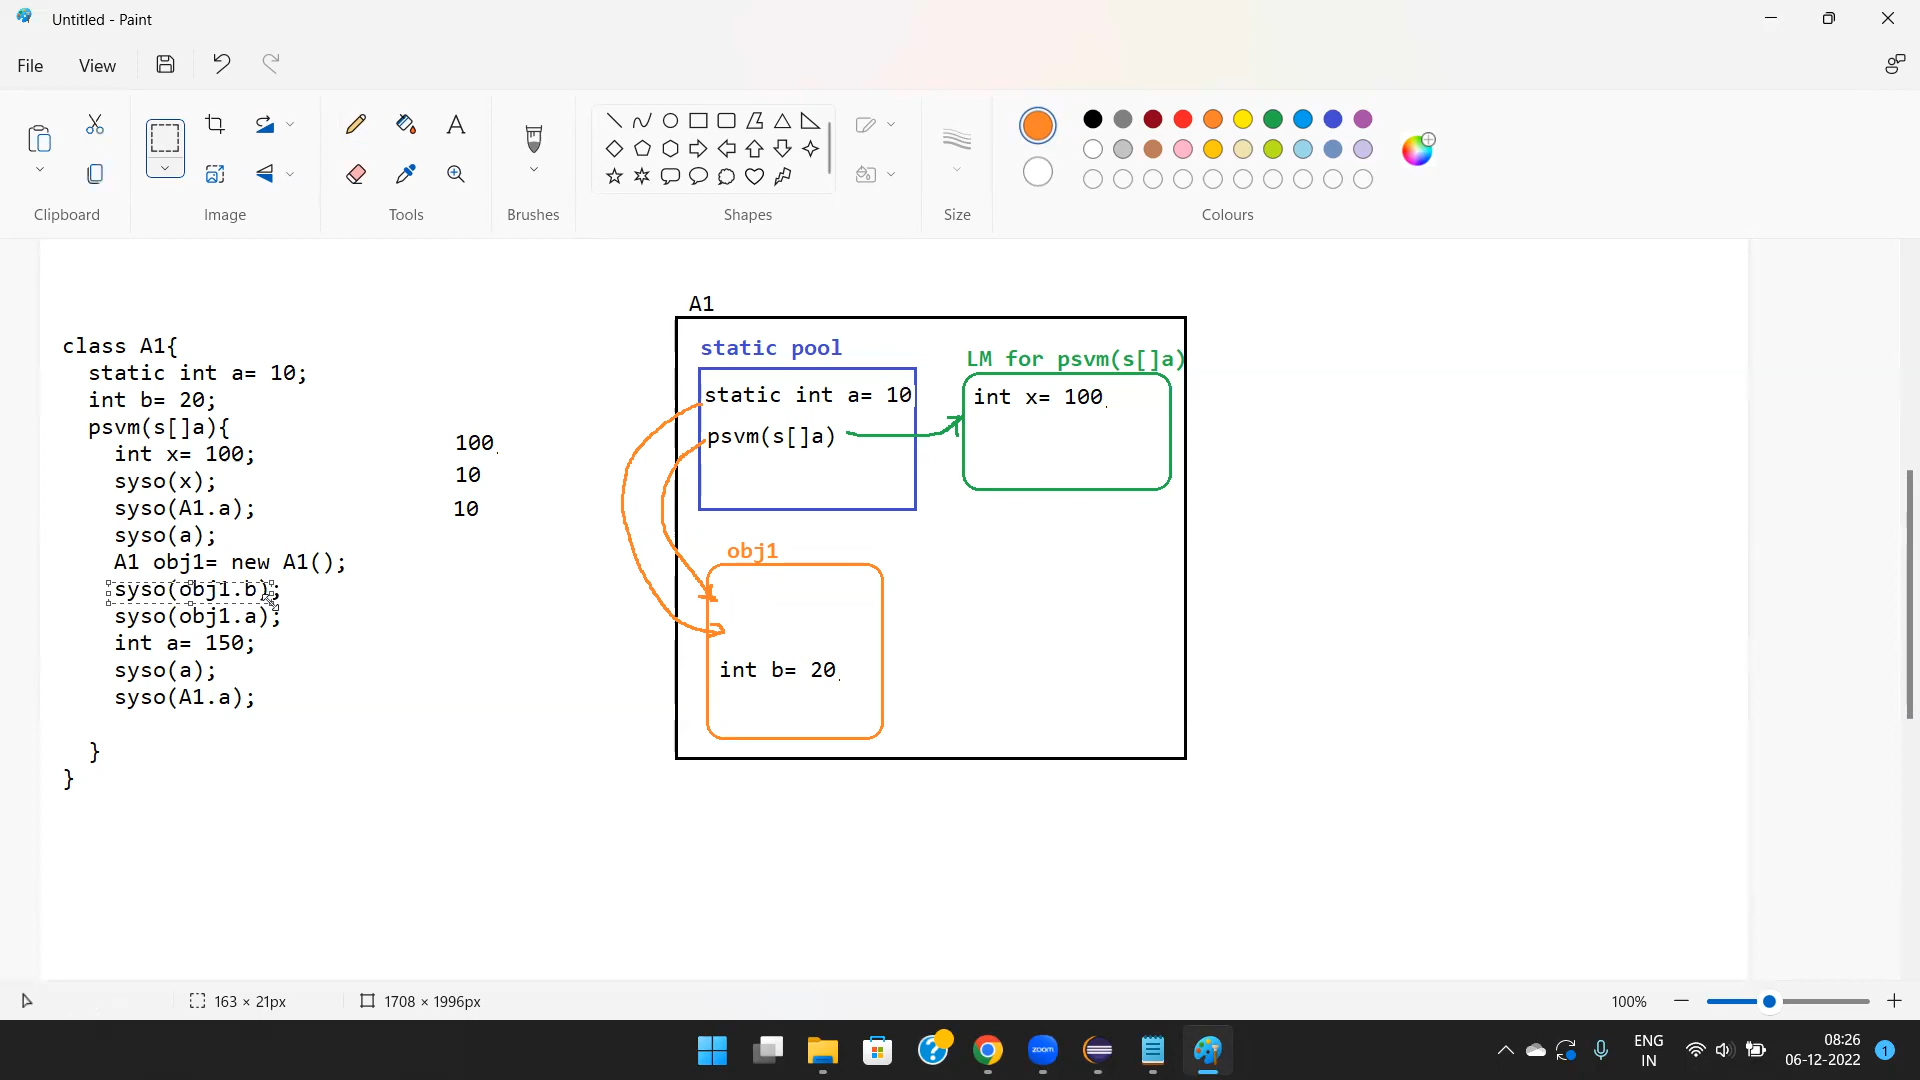 Untitled - Paint
File
View
Clipboard
Image
Tools
Brushes
Shapes
Size
Colours
class A1{
static int a= 10;
int b= 20;
psvm(s[]a){
int x= 100;
syso(x);
syso(A1.a);
syso(a);
A1 obj1= new A1();
syso(obj1.b);
syso(obj1.a);
int a= 150;
syso(a);
syso(A1.a);
}
}
100
10
10
A1
static pool
static int a= 10
psvm(s[]a)
LM for psvm(s[]a)
int x= 100
obj1
int b= 20
163 × 21px
1708 × 1996px
100%
zoom
ENG
IN
08:26
06-12-2022
1